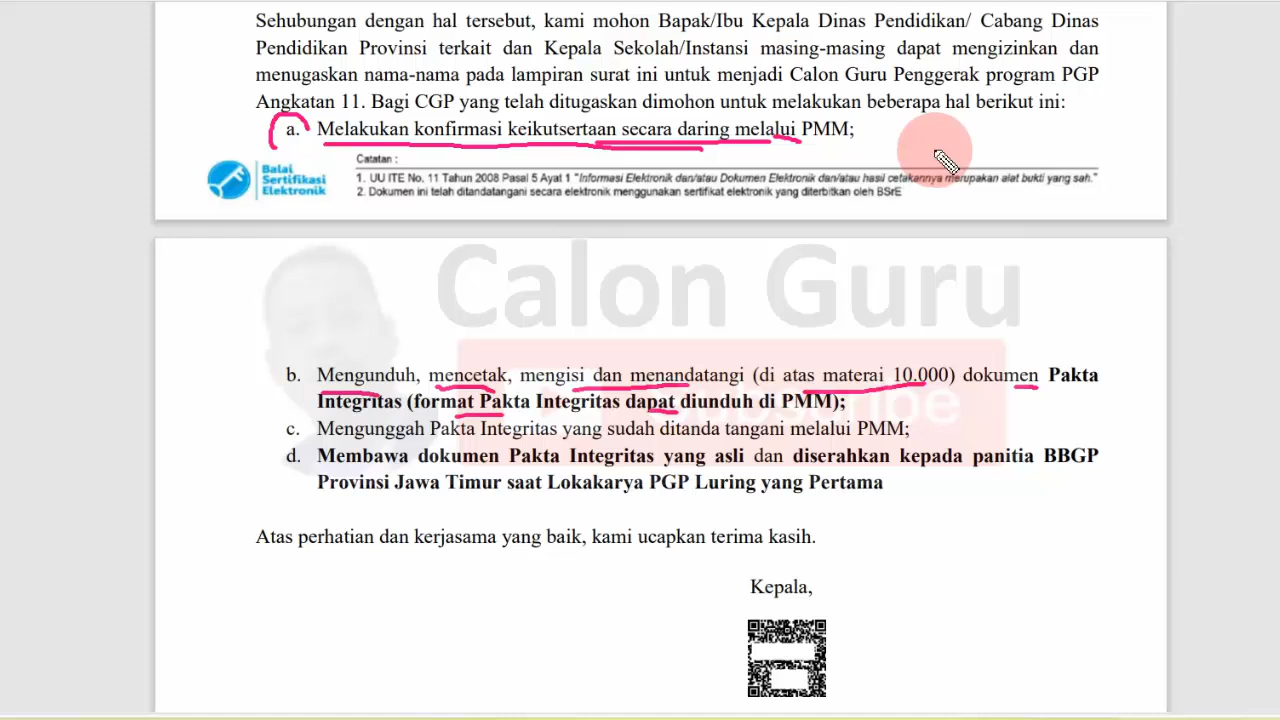 Sehubungan dengan hal tersebut, kami mohon Bapak/Ibu Kepala Dinas Pendidikan/ Cabang Dinas
Pendidikan Provinsi terkait dan Kepala Sekolah/Instansi masing-masing dapat mengizinkan dan
menugaskan nama-nama pada lampiran surat ini untuk menjadi Calon Guru Penggerak program PGP
Angkatan 11. Bagi CGP yang telah ditugaskan dimohon untuk melakukan beberapa hal berikut ini:
a. Melakukan konfirmasi keikutsertaan secara daring melalui PMM;
Balai
Sertifikasi
Elektronik
Catatan :
1. UU ITE No. 11 Tahun 2008 Pasal 5 Ayat 1 "Informasi Elektronik dan/atau Dokumen Elektronik dan/atau hasil cetakannya merupakan alat bukti yang sah."
2. Dokumen ini telah ditandatangani secara elektronik menggunakan sertifikat elektronik yang diterbitkan oleh BSrE
Calon Guru
b. Mengunduh, mencetak, mengisi dan menandatangi (di atas materai 10.000) dokumen Pakta
Integritas (format Pakta Integritas dapat diunduh di PMM);
Subscribe
c. Mengunggah Pakta Integritas yang sudah ditanda tangani melalui PMM;
d. Membawa dokumen Pakta Integritas yang asli dan diserahkan kepada panitia BBGP
Provinsi Jawa Timur saat Lokakarya PGP Luring yang Pertama
Atas perhatian dan kerjasama yang baik, kami ucapkan terima kasih.
Kepala,